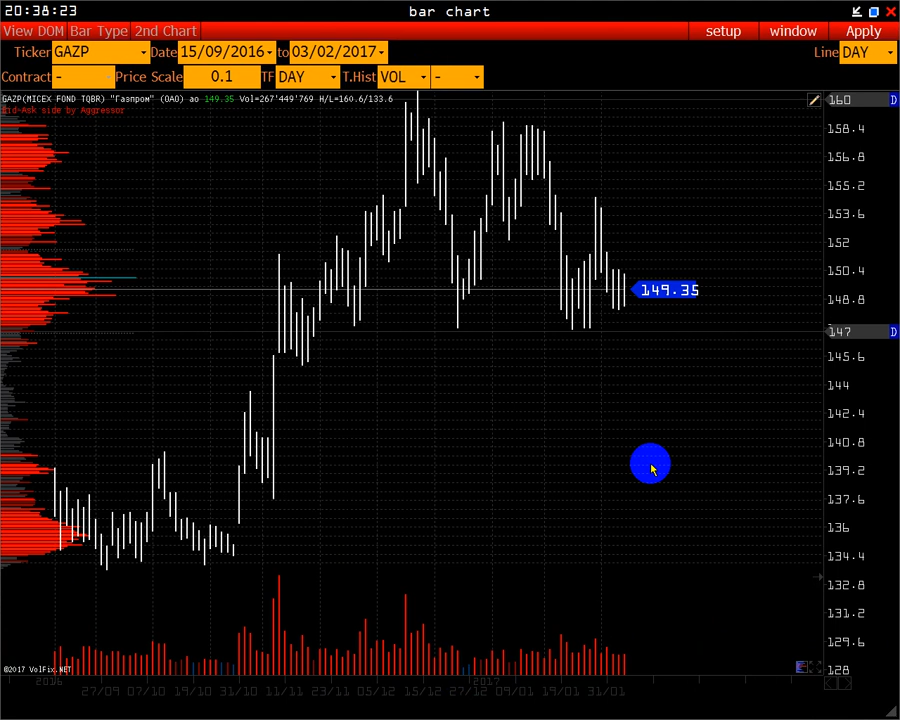 20:38:23
bar chart
View DOM Bar Type 2nd Chart
setup window Apply
Ticker GAZP Date 15/09/2016 to 03/02/2017 Line DAY
Contract - Price Scale 0.1 TF DAY T.Hist VOL -
GAZP(MICEX FOND TQBR) "Газпром" (ОАО) ао 149.35 Vol=267'449'769 H/L=160.6/133.6
Bid-Ask side by Aggressor
160 D
158.4
156.8
155.2
153.6
152
150.4
149.35
148.8
147 D
145.6
144
142.4
140.8
139.2
137.6
136
134.4
132.8
131.2
129.6
©2017 VolFix.NET
128
2016 2017
27/09 07/10 19/10 31/10 11/11 23/11 05/12 15/12 27/12 09/01 19/01 31/01